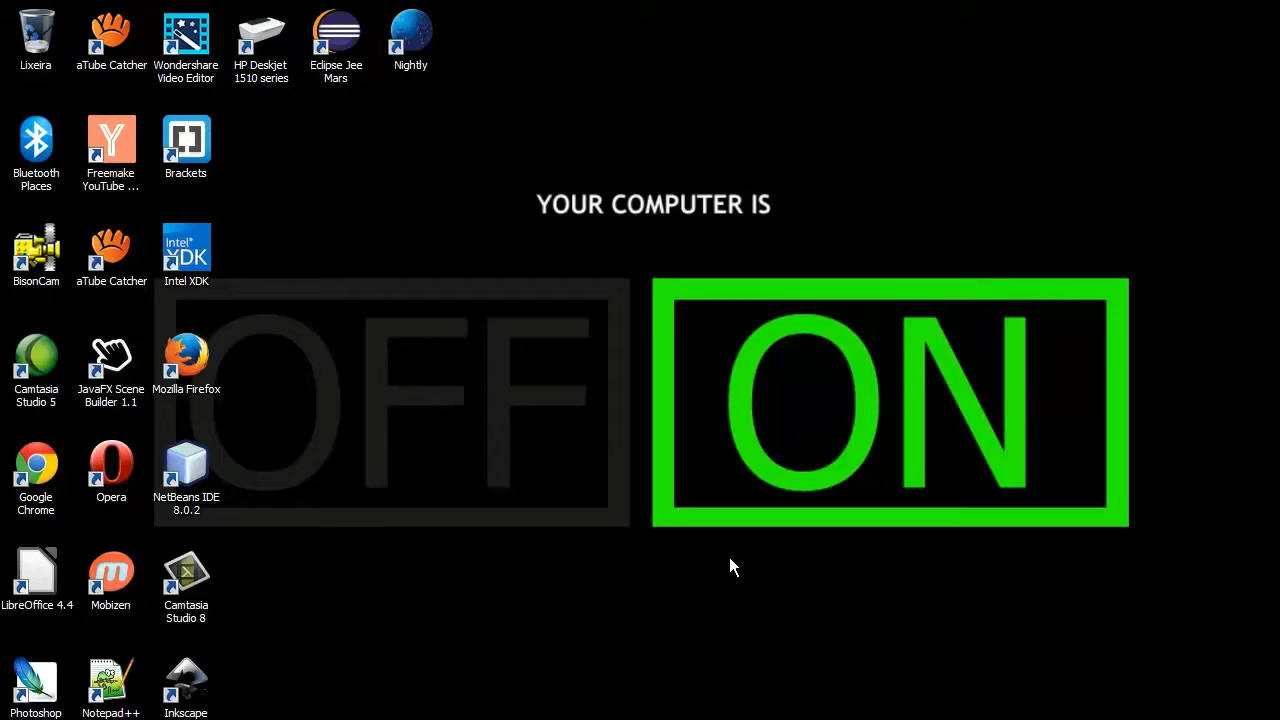 Lixeira
aTube Catcher
Wondershare
Video Editor
HP Deskjet
1510 series
Eclipse Jee
Mars
Nightly
Bluetooth
Places
Y
Freemake
YouTube ...
Brackets
YOUR COMPUTER IS
BisonCam
aTube Catcher
Intel
XDK
Intel XDK
OFF
ON
Camtasia
Studio 5
JavaFX Scene
Builder 1.1
Mozilla Firefox
Google
Chrome
Opera
NetBeans IDE
8.0.2
LibreOffice 4.4
m
Mobizen
Camtasia
Studio 8
Photoshop
Notepad++
Inkscape